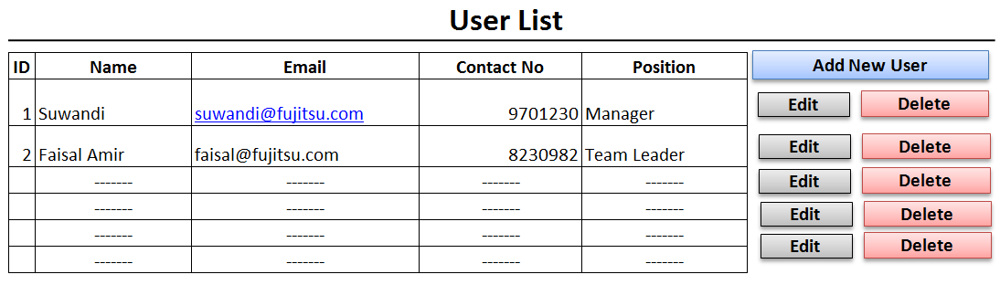 User List
ID Name Email Contact No Position Add New User
1 Suwandi suwandi@fujitsu.com 9701230 Manager Edit Delete
2 Faisal Amir faisal@fujitsu.com 8230982 Team Leader Edit Delete
------- ------- ------- ------- Edit Delete
------- ------- ------- ------- Edit Delete
------- ------- ------- ------- Edit Delete
------- ------- ------- -------